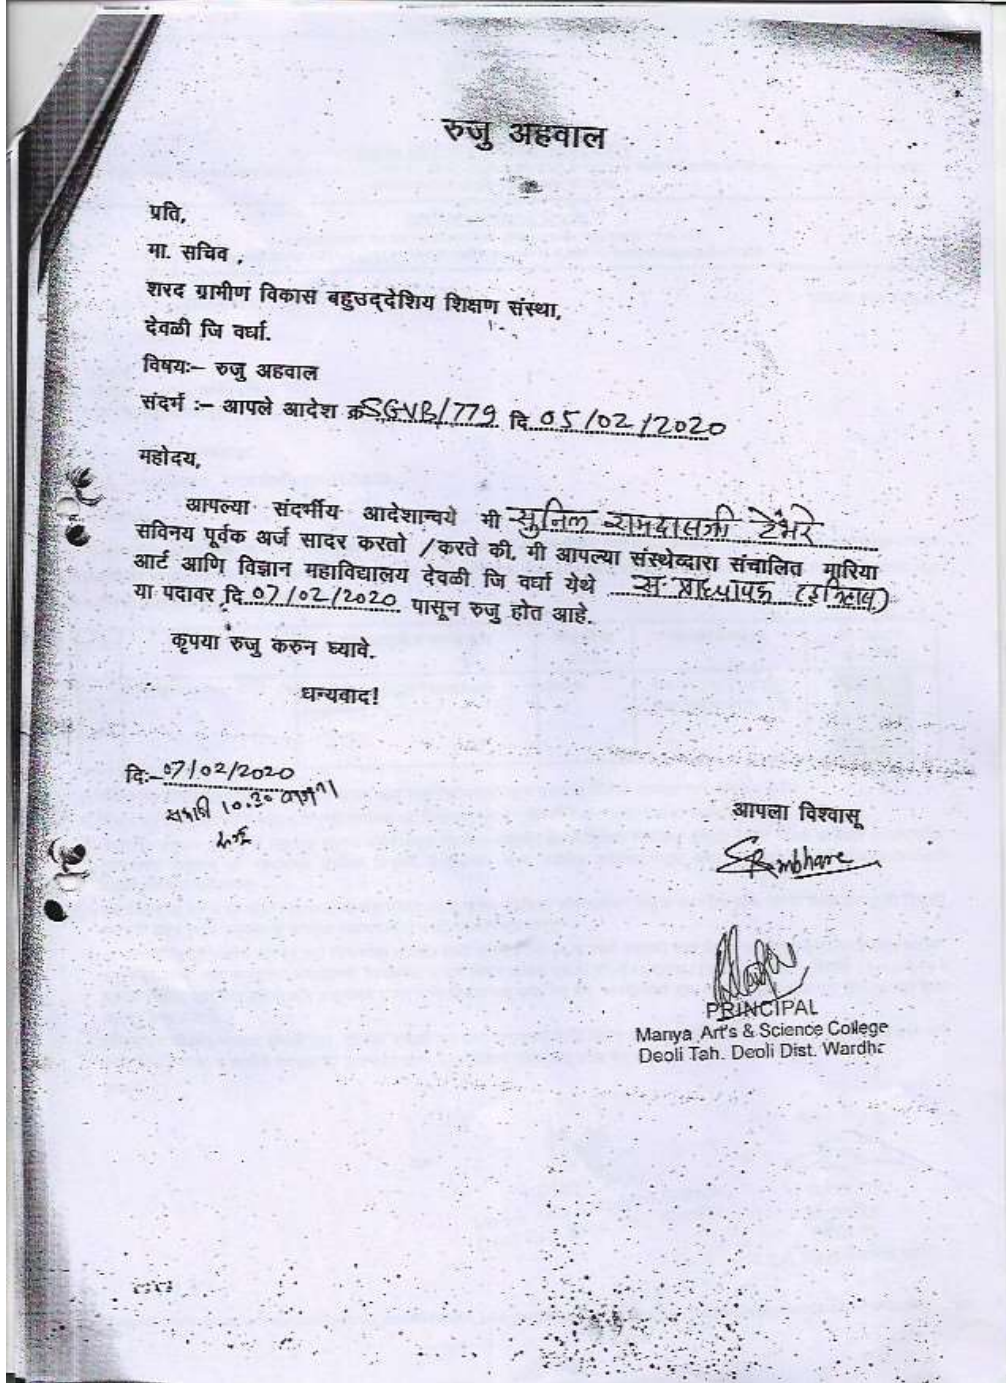 रुजु अहवाल
प्रति,
मा. सचिव ,
शरद ग्रामीण विकास बहुउद्देशिय शिक्षण संस्था,
देवळी जि वर्धा.
विषयः– रुजु अहवाल
संदर्भ :– आपले आदेश क्र SGVB/779 दि 05/02/2020
महोदय,
आपल्या संदर्भीय आदेशान्वये मी सुनिल रामदासजी टेंभरे
सविनय पूर्वक अर्ज सादर करतो /करते की, मी आपल्या संस्थेव्दारा संचालित मारिया
आर्ट आणि विज्ञान महाविद्यालय देवळी जि वर्धा येथे स. प्राध्यापक (इतिहास)
या पदावर दि 07/02/2020 पासून रुजु होत आहे.
कृपया रुजु करुन घ्यावे.
धन्यवाद!
दिः– 07/02/2020
सकाळी 10.30 वाजता
आपला विश्वासू
PRINCIPAL
Manya Art's & Science College
Deoli Tah. Deoli Dist. Wardha